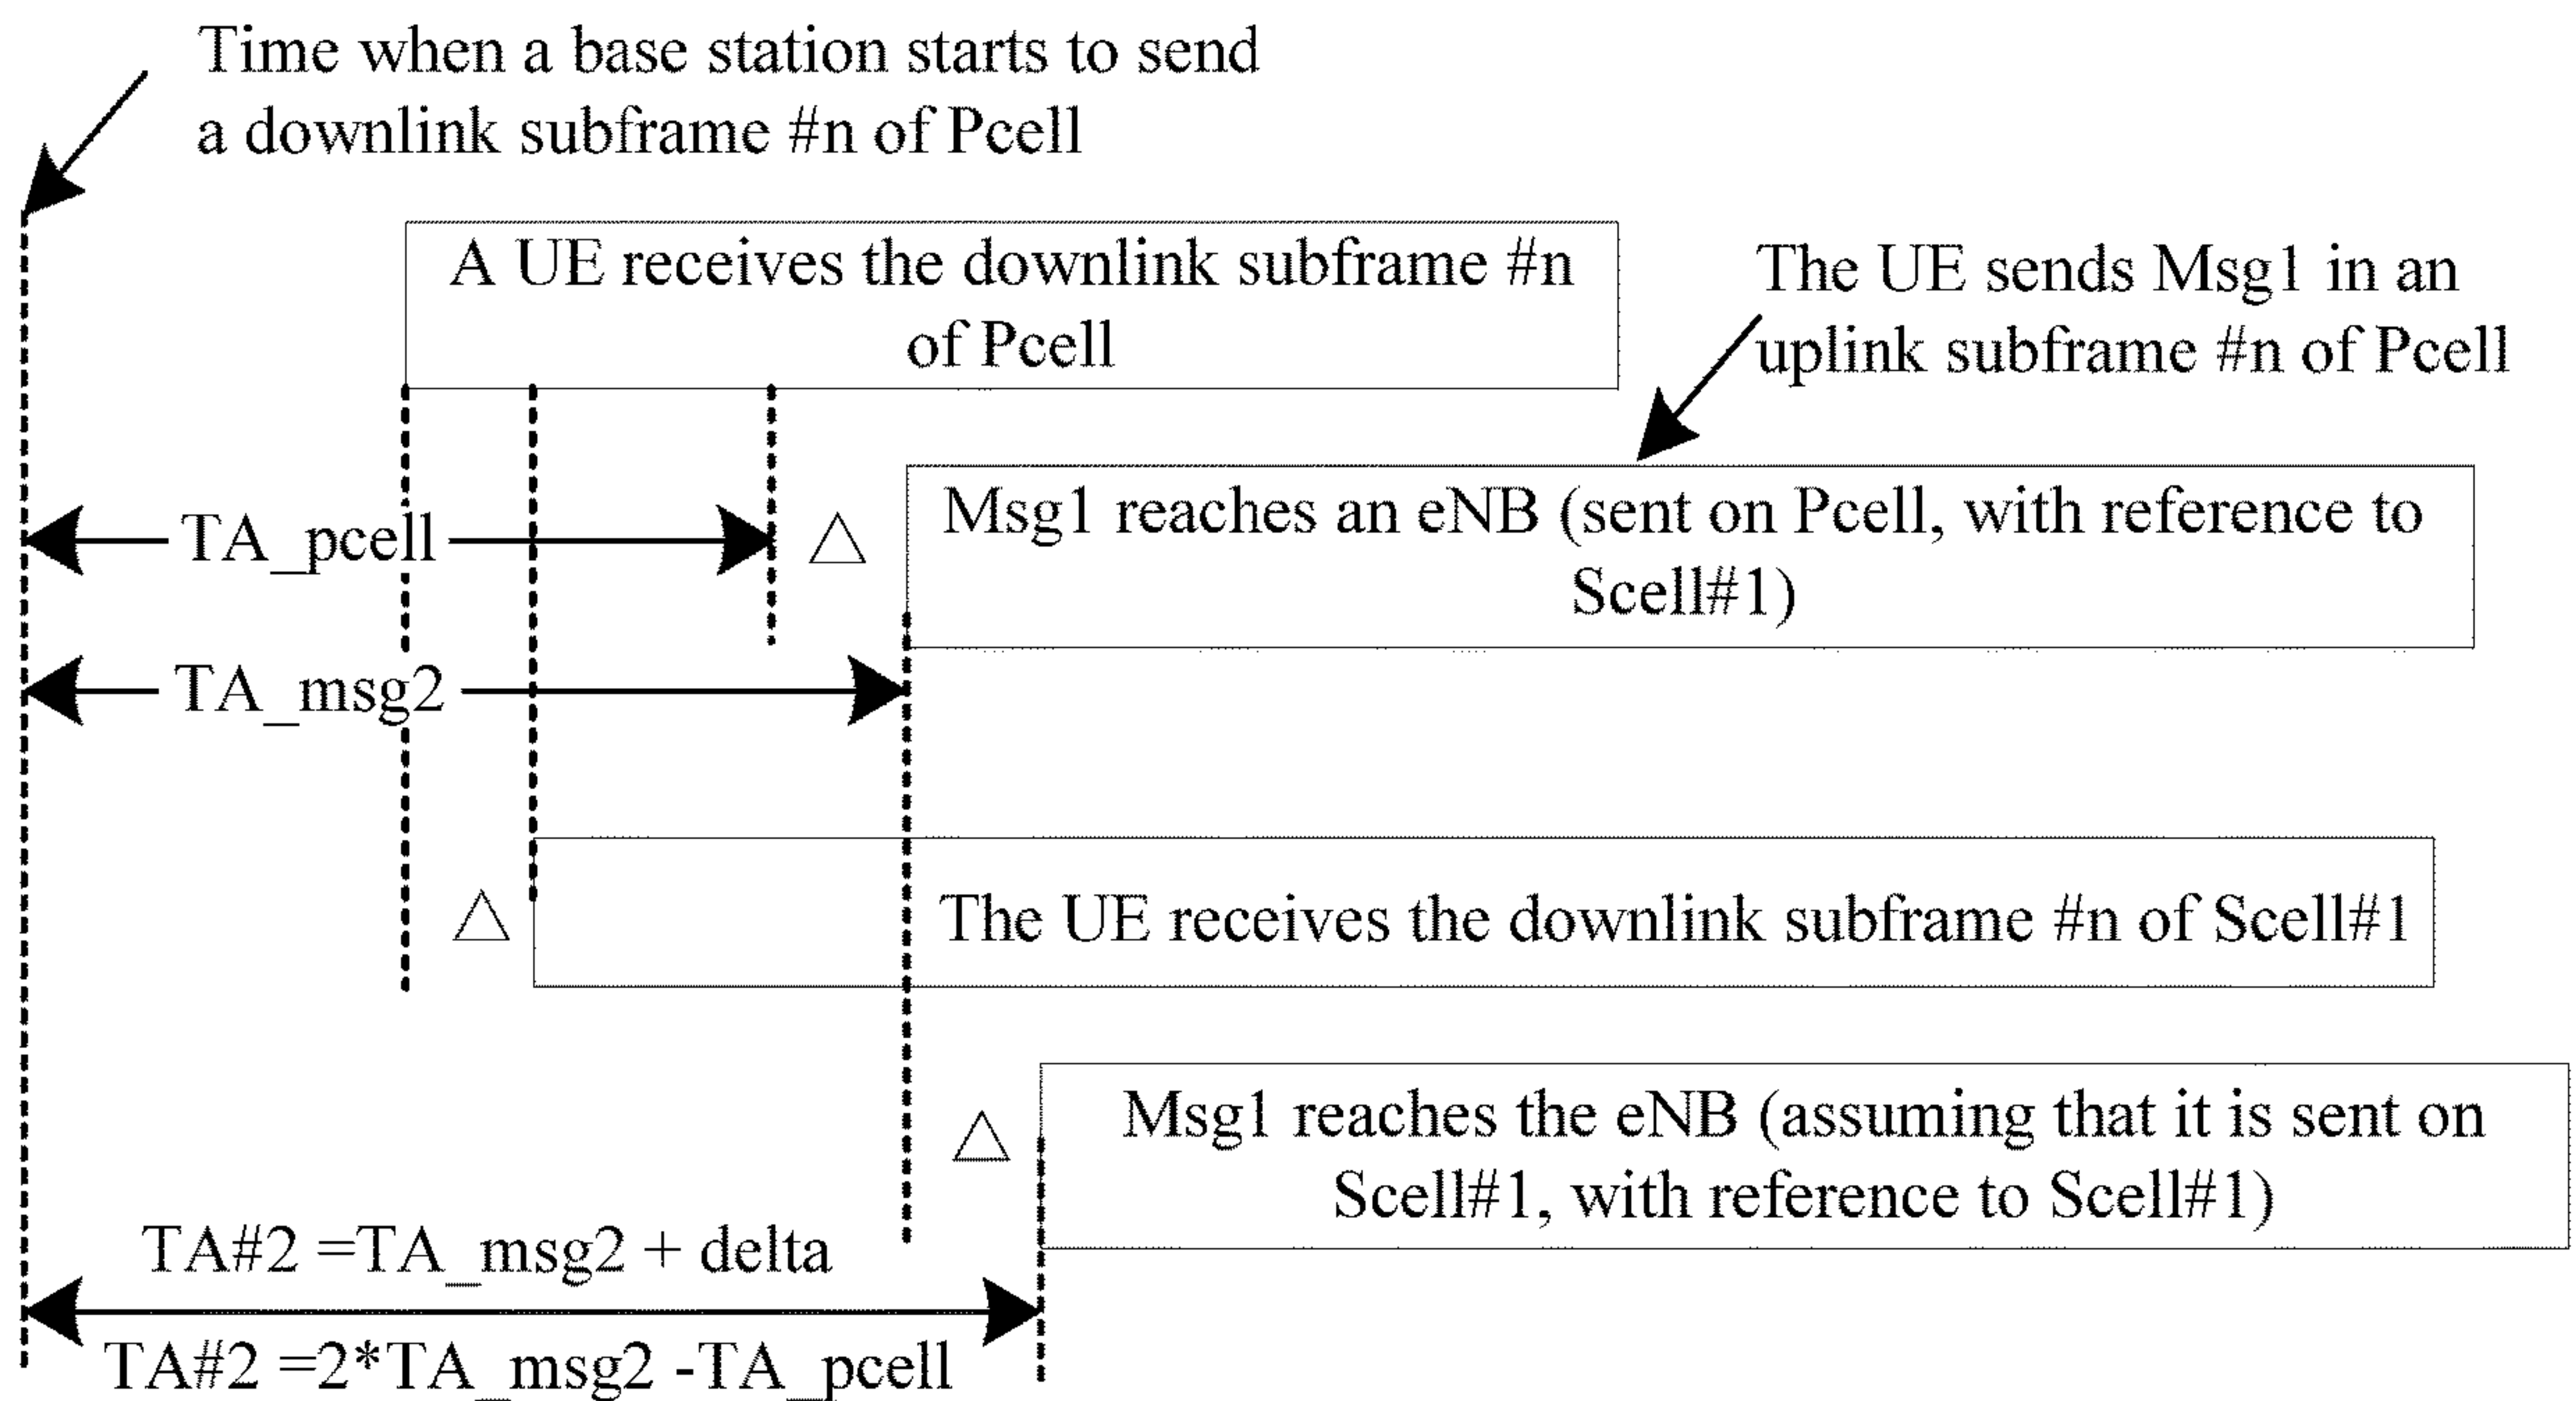 Time when a base station starts to send
a downlink subframe #n of Pcell
A UE receives the downlink subframe #n
of Pcell
The UE sends Msg1 in an
uplink subframe #n of Pcell
TA_pcell
△
Msg1 reaches an eNB (sent on Pcell, with reference to
Scell#1)
TA_msg2
△
The UE receives the downlink subframe #n of Scell#1
△
Msg1 reaches the eNB (assuming that it is sent on
Scell#1, with reference to Scell#1)
TA#2 =TA_msg2 + delta
TA#2 =2*TA_msg2 -TA_pcell